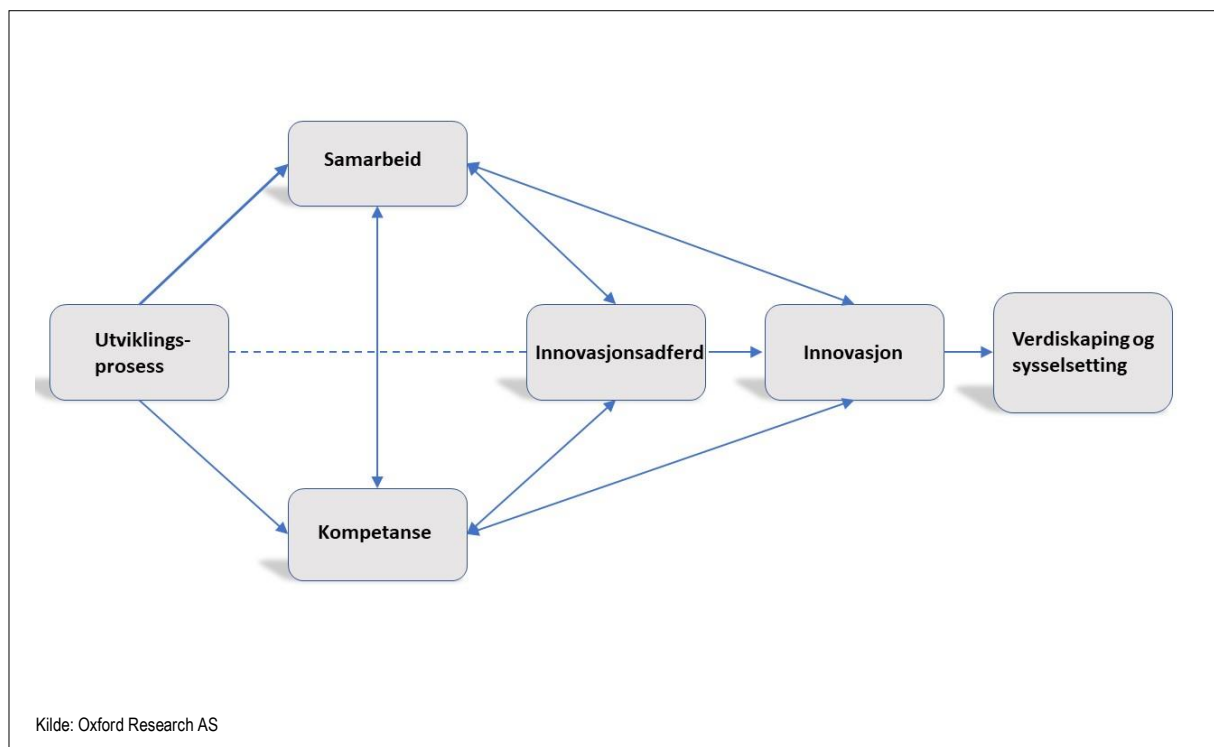 Samarbeid
Utviklings-
prosess
Innovasjonsadferd
Innovasjon
Verdiskaping og
sysselsetting
Kompetanse
Kilde: Oxford Research AS